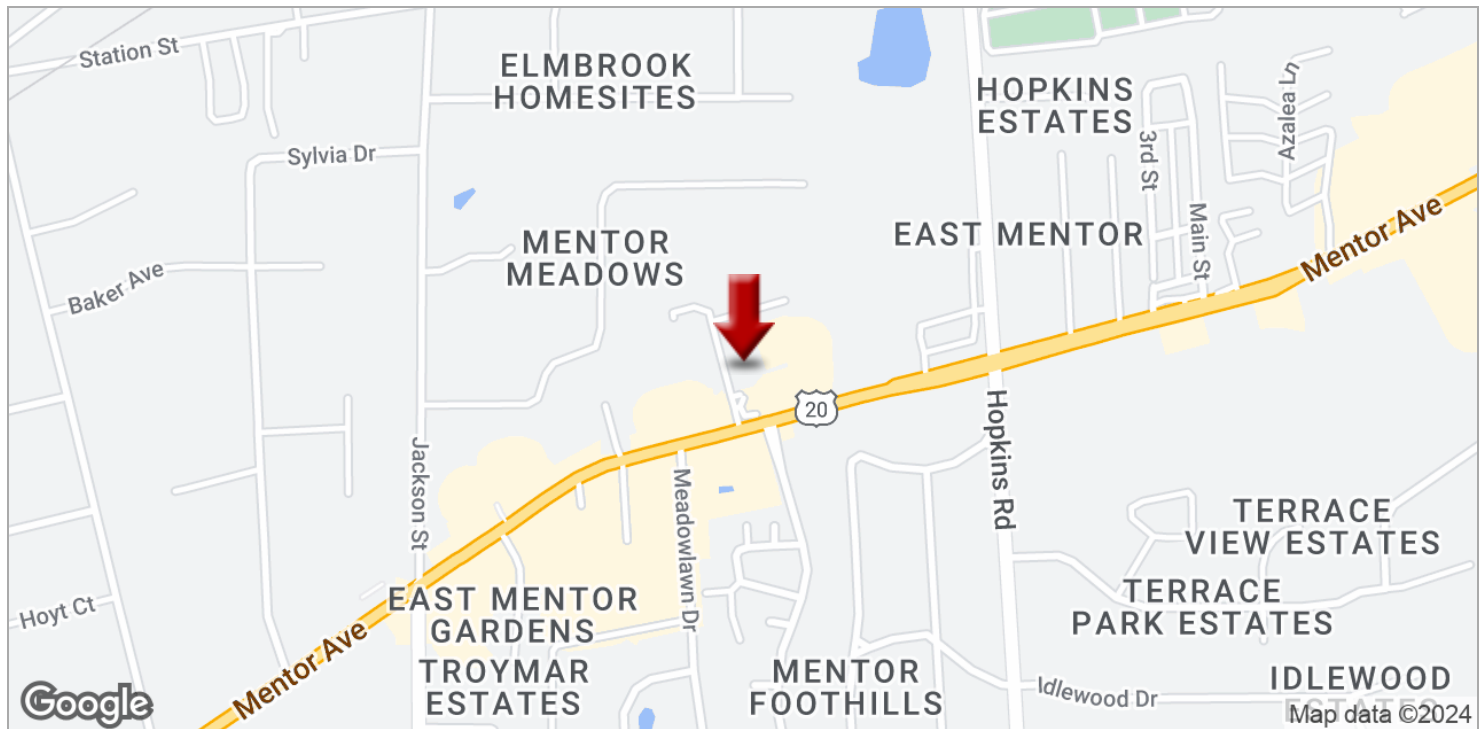 Station St
ELMBROOK
HOMESITES
HOPKINS
ESTATES
3rd St
Azalea Ln
Sylvia Dr
MENTOR
MEADOWS
EAST MENTOR
Main St
Mentor Ave
Baker Ave
20
Jackson St
Meadowlawn Dr
Hopkins Rd
TERRACE
VIEW ESTATES
Hoyt Ct
EAST MENTOR
GARDENS
TERRACE
PARK ESTATES
Mentor Ave
TROYMAR
ESTATES
MENTOR
FOOTHILLS
Idlewood Dr
IDLEWOOD
ESTATES
Google
Map data ©2024